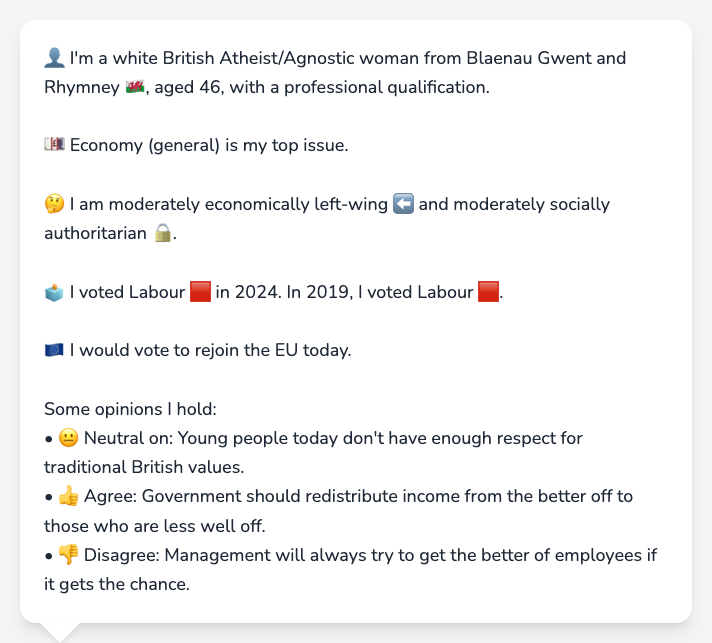 👤 I'm a white British Atheist/Agnostic woman from Blaenau Gwent and
Rhymney 🏴󠁧󠁢󠁷󠁬󠁳󠁿, aged 46, with a professional qualification.
💷 Economy (general) is my top issue.
🤔 I am moderately economically left-wing ⬅️ and moderately socially
authoritarian 🔒.
🗳️ I voted Labour 🟥 in 2024. In 2019, I voted Labour 🟥.
🇪🇺 I would vote to rejoin the EU today.
Some opinions I hold:
• 😐 Neutral on: Young people today don't have enough respect for
traditional British values.
• 👍 Agree: Government should redistribute income from the better off to
those who are less well off.
• 👎 Disagree: Management will always try to get the better of employees if
it gets the chance.